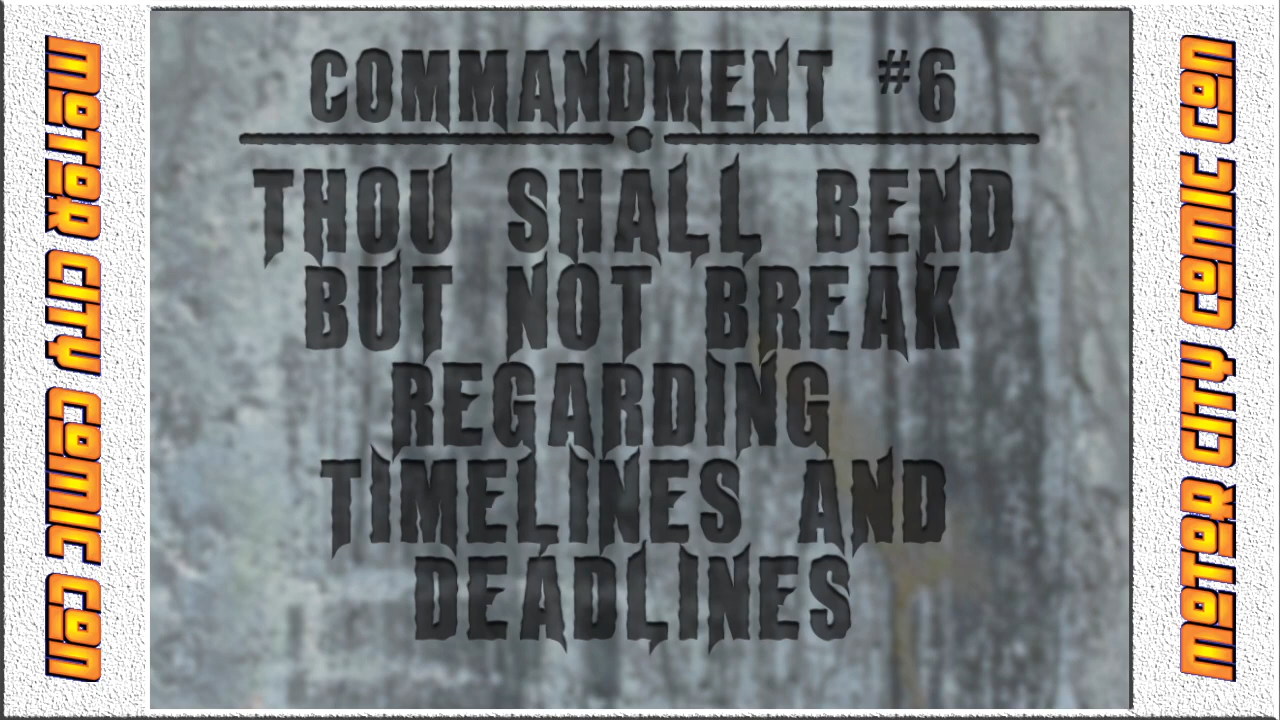 MOTOR CITY COMIC CON
COMMANDMENT #6
THOU SHALL BEND
BUT NOT BREAK
REGARDING
TIMELINES AND
DEADLINES
MOTOR CITY COMIC CON